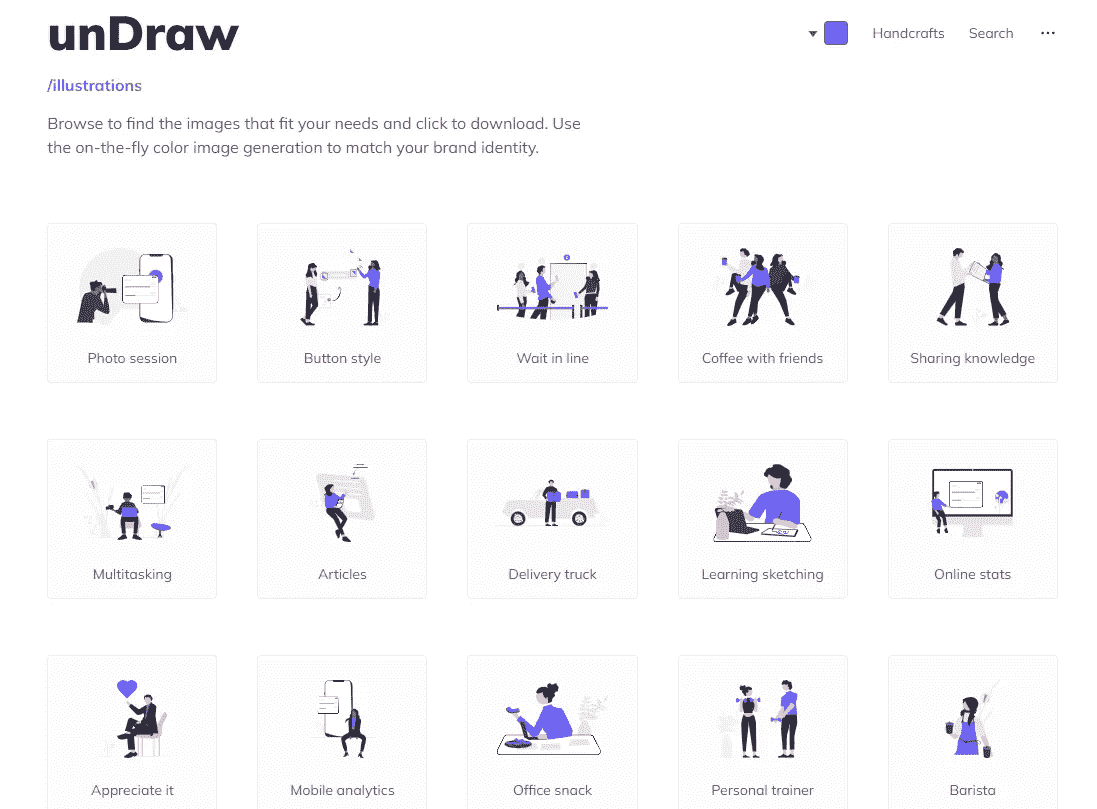 unDraw
Handcrafts
Search
/illustrations
Browse to find the images that fit your needs and click to download. Use
the on-the-fly color image generation to match your brand identity.
Photo session
Button style
Wait in line
Coffee with friends
Sharing knowledge
Multitasking
Articles
Delivery truck
Learning sketching
Online stats
Appreciate it
Mobile analytics
Office snack
Personal trainer
Barista